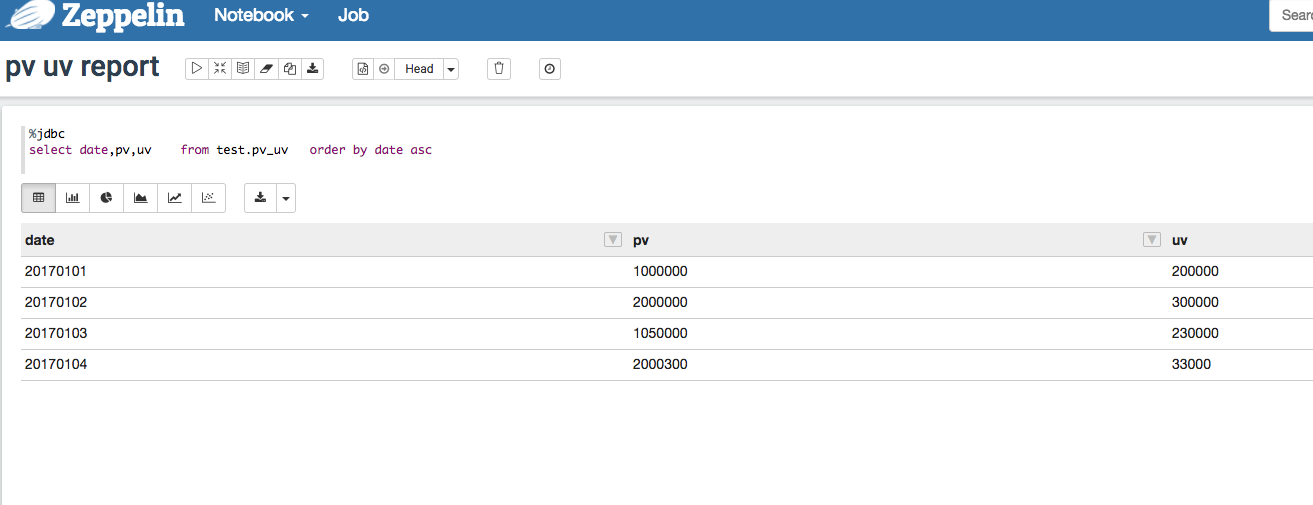 Zeppelin Notebook Job
pv uv report Head
%jdbc
select date,pv,uv    from test.pv_uv   order by date asc
date pv uv
20170101 1000000 200000
20170102 2000000 300000
20170103 1050000 230000
20170104 2000300 33000